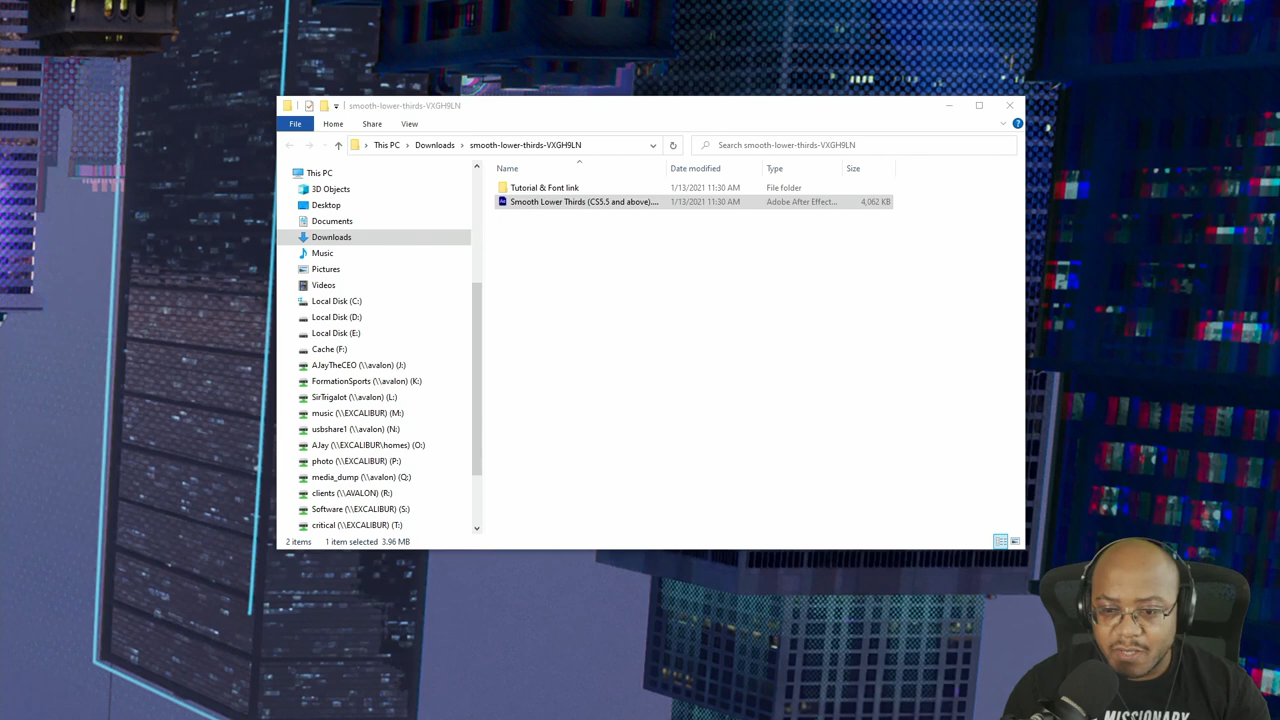 smooth-lower-thirds-VXGH9LN
File Home Share View
This PC Downloads smooth-lower-thirds-VXGH9LN Search smooth-lower-thirds-VXGH9LN
Name Date modified Type Size
This PC
3D Objects
Desktop
Documents
Downloads
Music
Pictures
Videos
Local Disk (C:)
Local Disk (D:)
Local Disk (E:)
Cache (F:)
AJayTheCEO (\\avalon) (J:)
FormationSports (\\avalon) (K:)
SirTrigalot (\\avalon) (L:)
music (\\EXCALIBUR) (M:)
usbshare1 (\\avalon) (N:)
AJay (\\EXCALIBUR\homes) (O:)
photo (\\EXCALIBUR) (P:)
media_dump (\\avalon) (Q:)
clients (\\AVALON) (R:)
Software (\\EXCALIBUR) (S:)
critical (\\EXCALIBUR) (T:)
Tutorial & Font link 1/13/2021 11:30 AM File folder
Smooth Lower Thirds (CS5.5 and above).... 1/13/2021 11:30 AM Adobe After Effect... 4,062 KB
2 items 1 item selected 3.96 MB
MISSIONARY